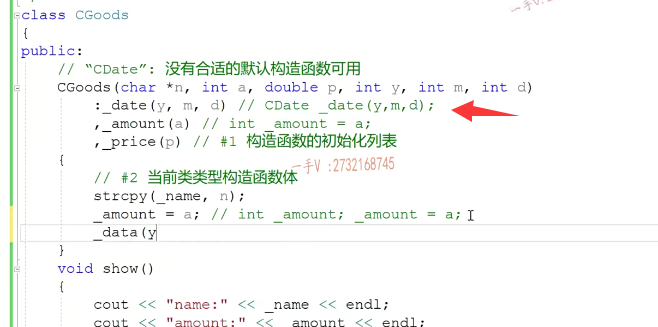 class CGoods
{
public:
// “CDate”: 没有合适的默认构造函数可用
CGoods(char *n, int a, double p, int y, int m, int d)
:_date(y, m, d) // CDate _date(y,m,d);
,_amount(a) // int _amount = a;
,_price(p) // #1 构造函数的初始化列表
{
一手V :2732168745
// #2 当前类类型构造函数体
strcpy(_name, n);
_amount = a; // int _amount; _amount = a;
_data(y
}
void show()
{
cout << "name:" << _name << endl;
cout << "amount:" << _amount << endl;